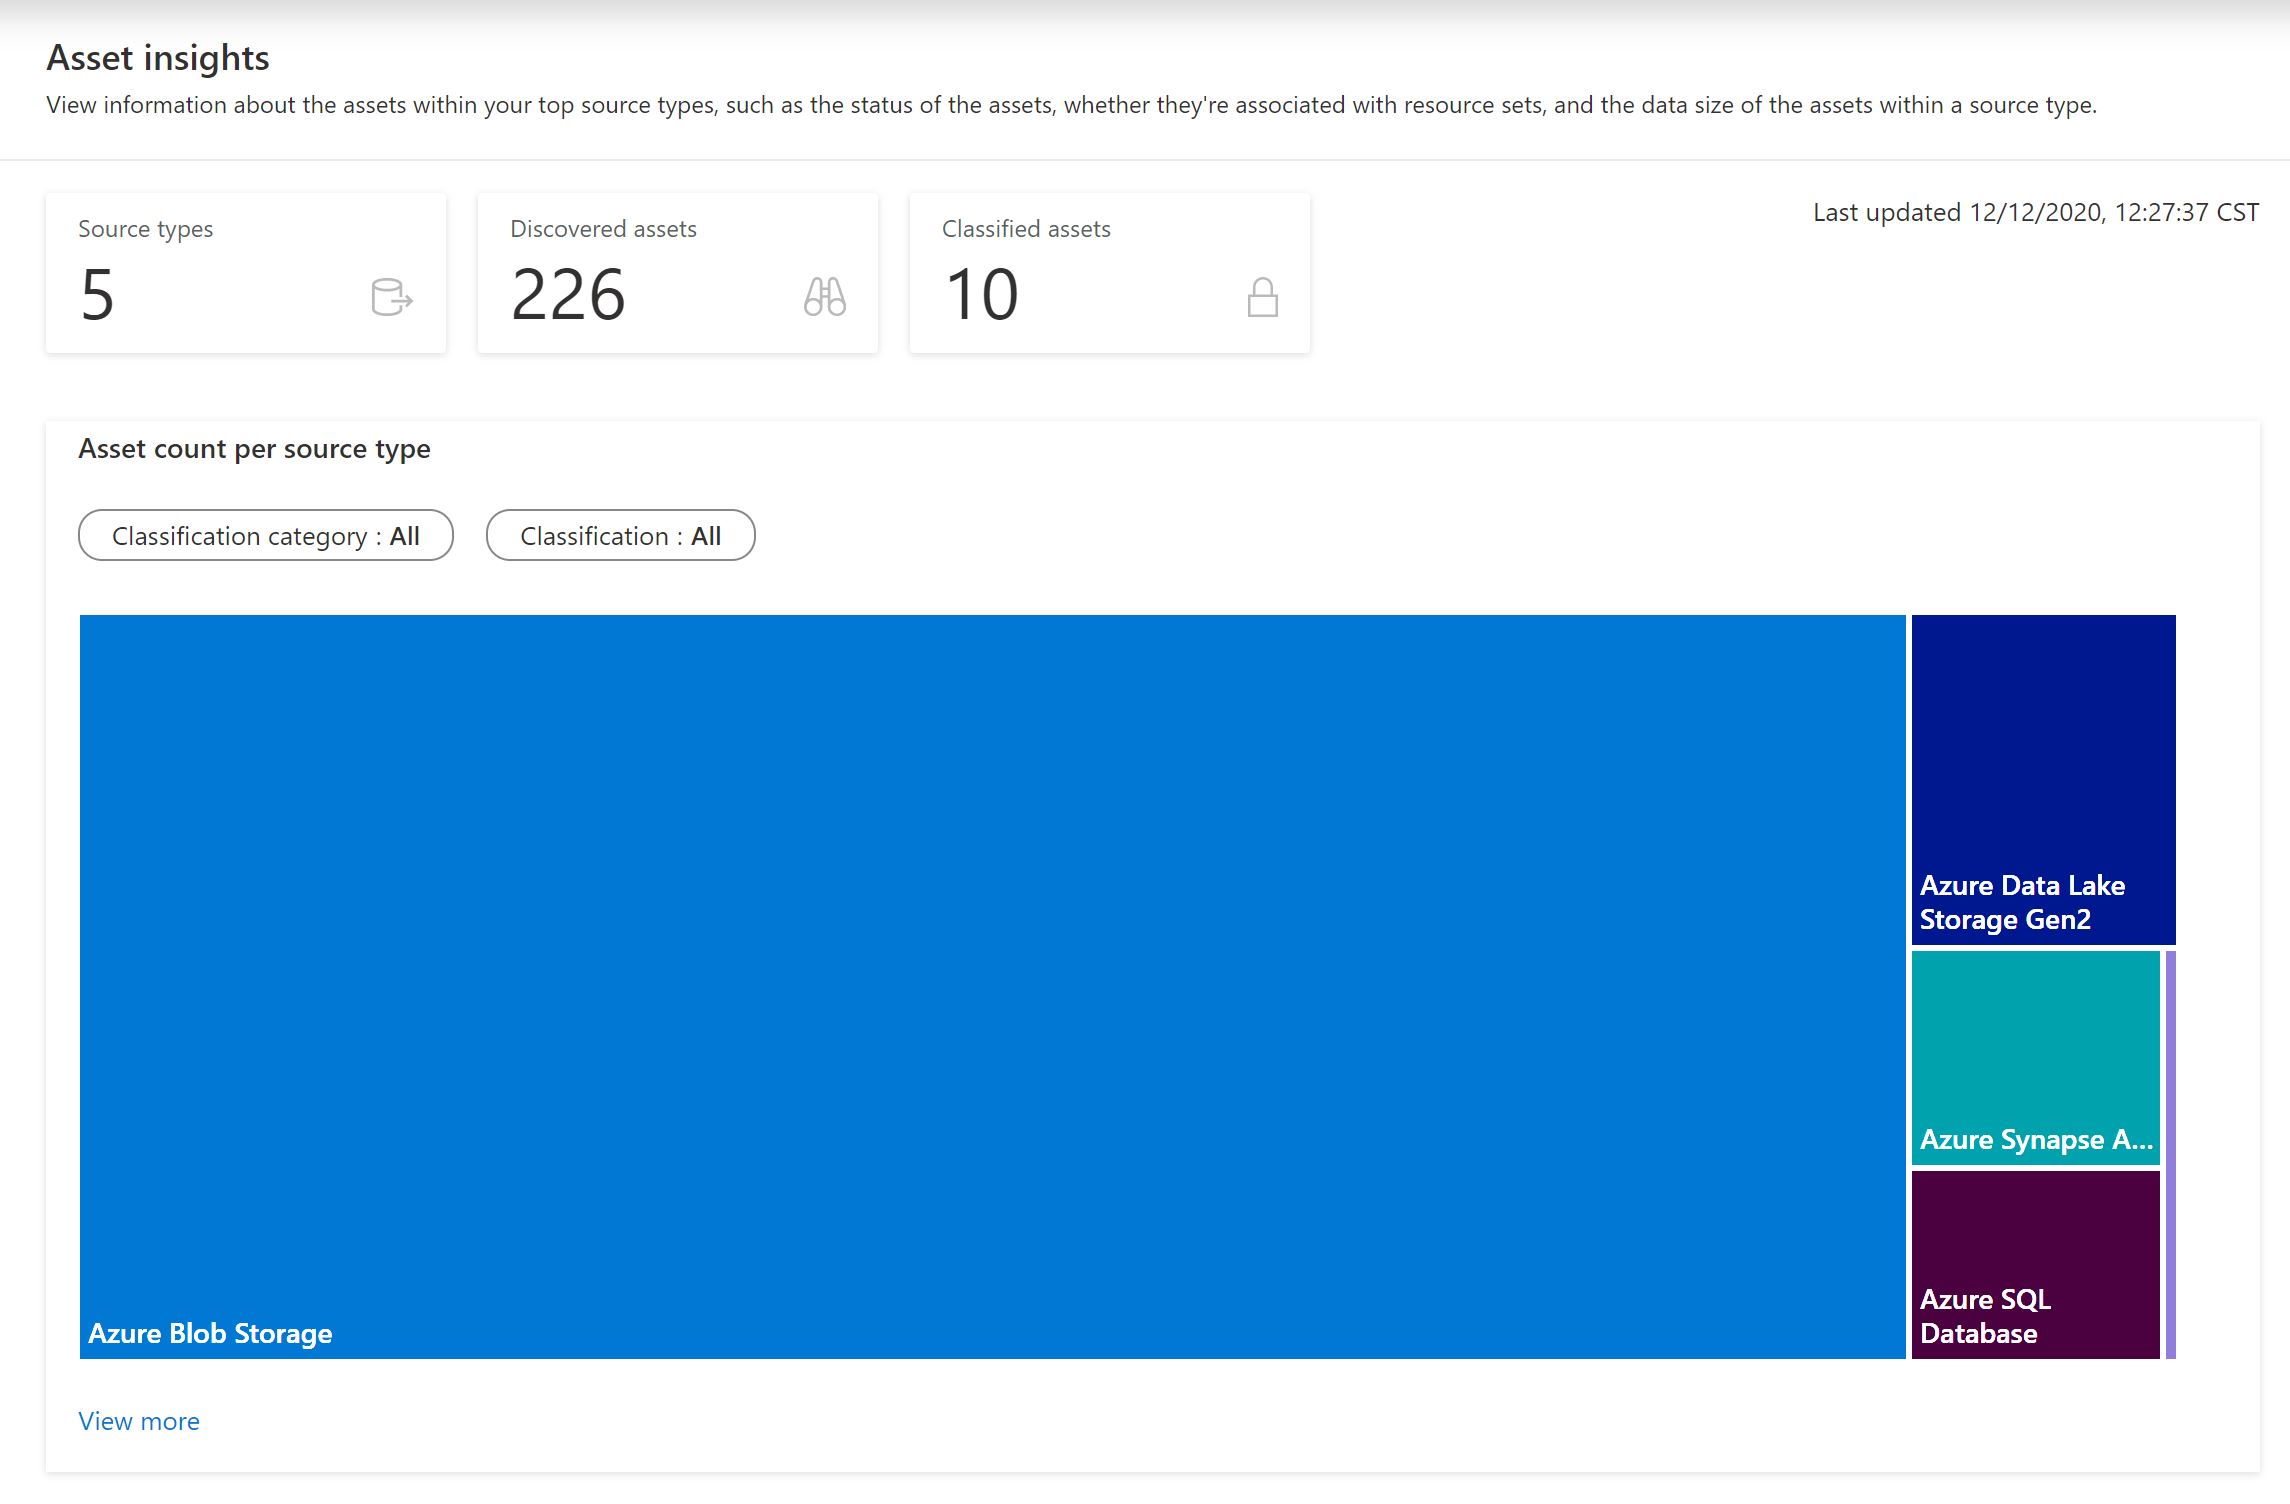 Asset insights
View information about the assets within your top source types, such as the status of the assets, whether they're associated with resource sets, and the data size of the assets within a source type.
Source types
5
Discovered assets
226
Classified assets
10
Last updated 12/12/2020, 12:27:37 CST
Asset count per source type
Classification category : All
Classification : All
Azure Blob Storage
Azure Data Lake
Storage Gen2
Azure Synapse A...
Azure SQL
Database
View more